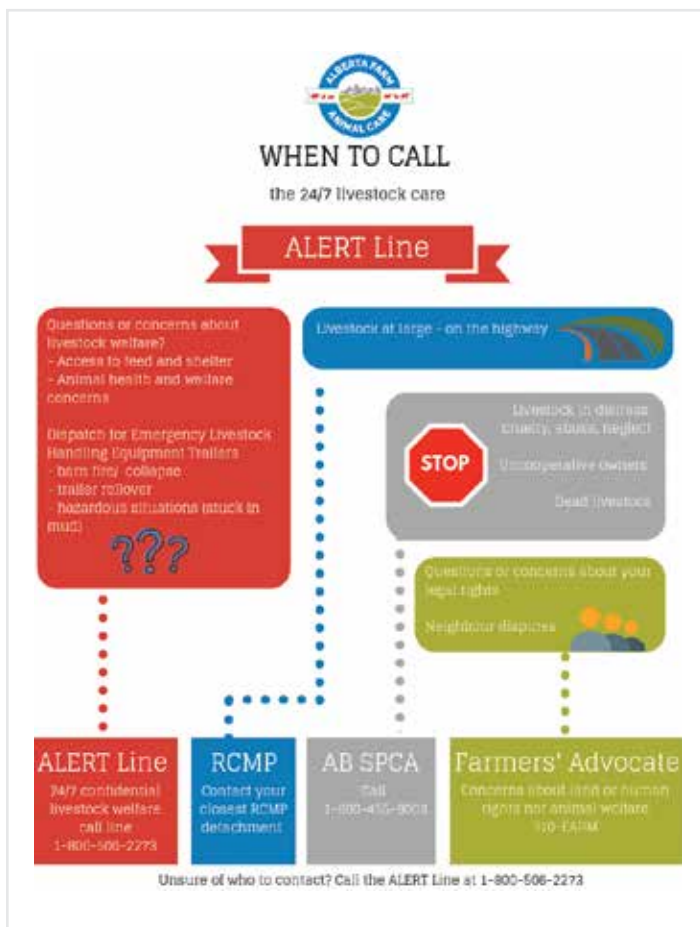 ALBERTA FARM
ANIMAL CARE
WHEN TO CALL
the 24/7 livestock care
ALERT Line
Questions or concerns about
livestock welfare?
- Access to feed and shelter
- Animal health and welfare
concerns
Dispatch for Emergency Livestock
Handling Equipment Trailers
- barn fire/ collapse
- trailer rollover
- hazardous situations (stuck in
mud)
???
Livestock at large - on the highway
STOP
Livestock in distress
cruelty, abuse, neglect
Uncooperative owners
Dead livestock
Questions or concerns about your
legal rights
Neighbour disputes
ALERT Line
24/7 confidential
livestock welfare
call line
1-800-506-2273
RCMP
Contact your
closest RCMP
detachment
AB SPCA
Call
Farmers' Advocate
Concerns about land or human
rights not animal welfare
310-FARM
Unsure of who to contact? Call the ALERT Line at 1-800-506-2273